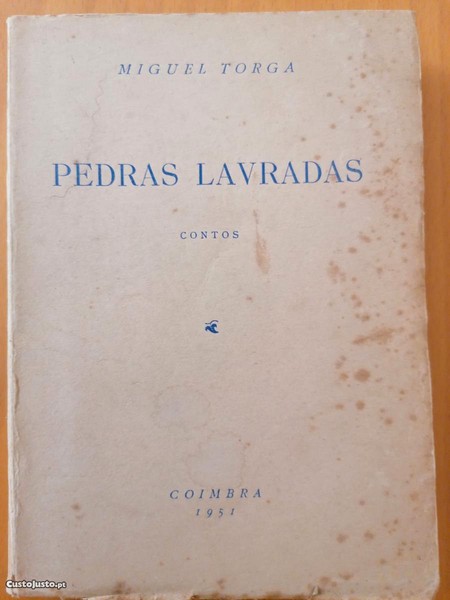 MIGUEL TORGA
PEDRAS LAVRADAS
CONTOS
COIMBRA
1951
CustoJusto.pt